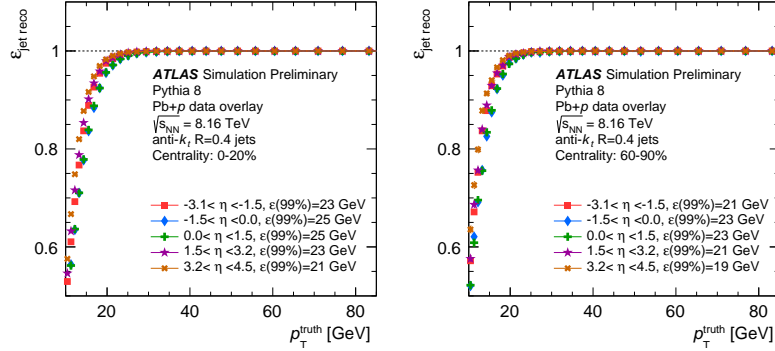 ε_jet reco
1
0.8
0.6
20 40 60 80
p_T^truth [GeV]
ATLAS Simulation Preliminary
Pythia 8
Pb+p data overlay
√s_NN = 8.16 TeV
anti-k_t R=0.4 jets
Centrality: 0-20%
-3.1< η <-1.5, ε(99%)=23 GeV
-1.5< η <0.0, ε(99%)=25 GeV
0.0< η <1.5, ε(99%)=25 GeV
1.5< η <3.2, ε(99%)=23 GeV
3.2< η <4.5, ε(99%)=21 GeV
ε_jet reco
1
0.8
0.6
20 40 60 80
p_T^truth [GeV]
ATLAS Simulation Preliminary
Pythia 8
Pb+p data overlay
√s_NN = 8.16 TeV
anti-k_t R=0.4 jets
Centrality: 60-90%
-3.1< η <-1.5, ε(99%)=21 GeV
-1.5< η <0.0, ε(99%)=23 GeV
0.0< η <1.5, ε(99%)=23 GeV
1.5< η <3.2, ε(99%)=21 GeV
3.2< η <4.5, ε(99%)=19 GeV